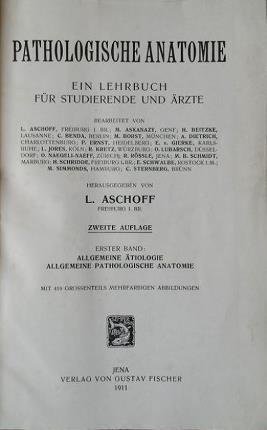 PATHOLOGISCHE ANATOMIE
EIN LEHRBUCH
FÜR STUDIERENDE UND ÄRZTE
BEARBEITET VON
L. ASCHOFF, FREIBURG I. BR.; M. ASKANAZY, GENF; H. BEITZKE,
LAUSANNE; C. BENDA, BERLIN; M. BORST, MÜNCHEN; A. DIETRICH,
CHARLOTTENBURG; P. ERNST, HEIDELBERG; E. v. GIERKE, KARLS-
RUHE; L. JORES, KÖLN; R. KRETZ, WÜRZBURG; O. LUBARSCH, DÜSSEL-
DORF; O. NAEGELI-NAEFF, ZÜRICH; R. RÖSSLE, JENA; M. B. SCHMIDT,
MARBURG; H. SCHRIDDE, FREIBURG I. BR.; E. SCHWALBE, ROSTOCK I. M.;
M. SIMMONDS, HAMBURG; C. STERNBERG, BRÜNN
HERAUSGEGEBEN VON
L. ASCHOFF
FREIBURG I. BR.
ZWEITE AUFLAGE
ERSTER BAND:
ALLGEMEINE ÄTIOLOGIE
ALLGEMEINE PATHOLOGISCHE ANATOMIE
MIT GROSSENTEILS MEHRFARBIGEN ABBILDUNGEN
JENA
VERLAG VON GUSTAV FISCHER
1911